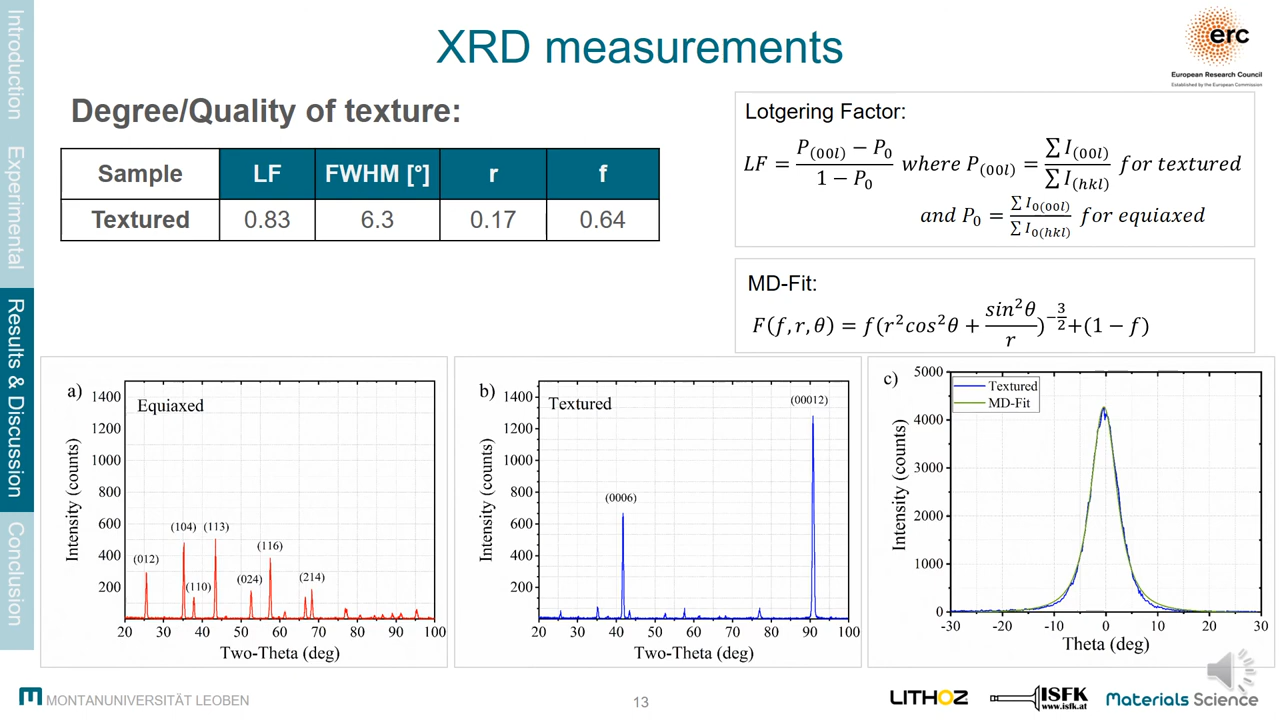 Introduction
Experimental
Results & Discussion
Conclusion
XRD measurements
erc
European Research Council
Established by the European Commission
Degree/Quality of texture:
Sample LF FWHM [°] r f
Textured 0.83 6.3 0.17 0.64
Lotgering Factor:
LF = (P(00l) − P0)/(1 − P0) where P(00l) = ∑ I(00l)/∑ I(hkl) for textured
and P0 = ∑ I0(00l)/∑ I0(hkl) for equiaxed
MD-Fit:
F(f, r, θ) = f(r²cos²θ + sin²θ/r)^−3/2+(1 − f)
a)
Equiaxed
Intensity (counts)
1400
1200
1000
800
600
400
200
(012)
(104)
(110)
(113)
(024)
(116)
(214)
20 30 40 50 60 70 80 90 100
Two-Theta (deg)
b)
Textured
Intensity (counts)
1400
1200
1000
800
600
400
200
(0006)
(00012)
20 30 40 50 60 70 80 90 100
Two-Theta (deg)
c)
Textured
MD-Fit
Intensity (counts)
5000
4000
3000
2000
1000
0
-30 -20 -10 0 10 20 30
Theta (deg)
MONTANUNIVERSITÄT LEOBEN
13
LITHOZ
ISFK
www.isfk.at
Materials Science